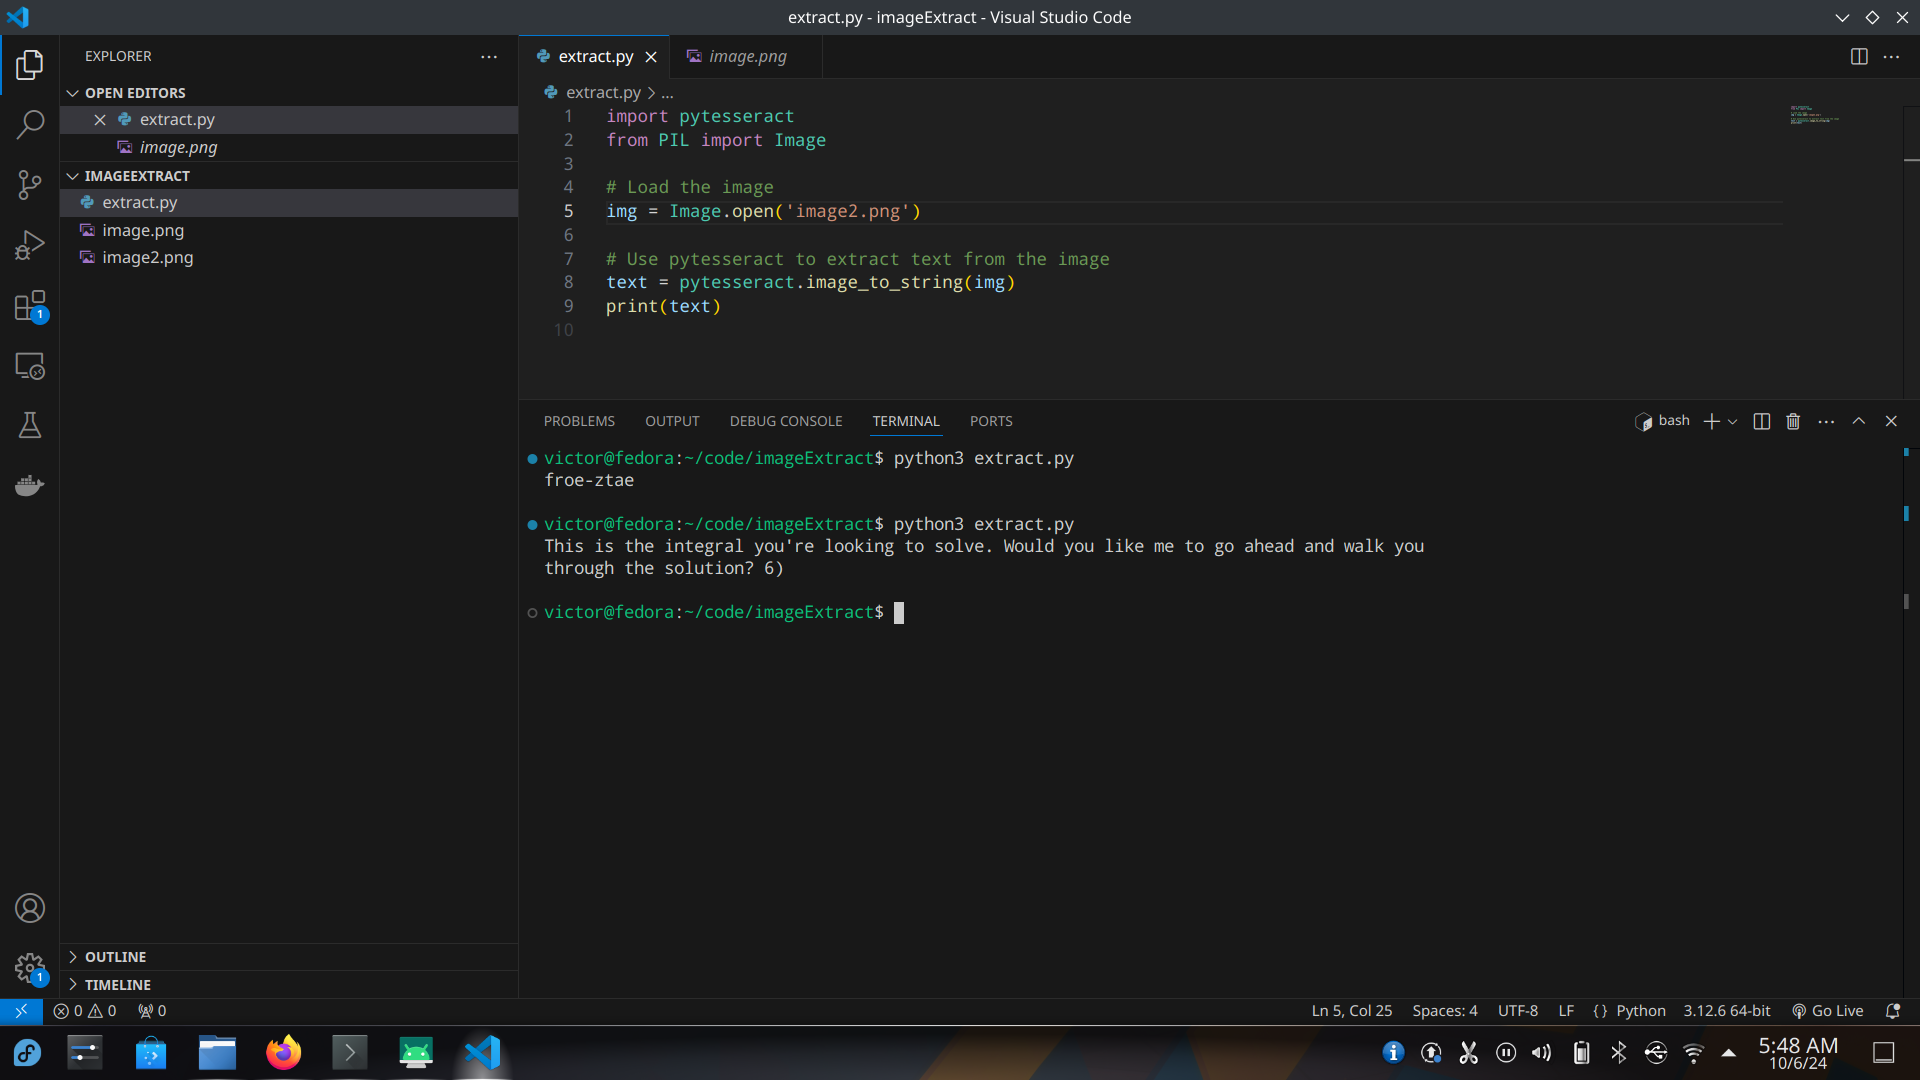 extract.py - imageExtract - Visual Studio Code
EXPLORER
OPEN EDITORS
extract.py
image.png
IMAGEEXTRACT
extract.py
image.png
image2.png
OUTLINE
TIMELINE
extract.py
image.png
extract.py > ...
1 import pytesseract
2 from PIL import Image
3
4 # Load the image
5 img = Image.open('image2.png')
6
7 # Use pytesseract to extract text from the image
8 text = pytesseract.image_to_string(img)
9 print(text)
10
PROBLEMS OUTPUT DEBUG CONSOLE TERMINAL PORTS
bash
victor@fedora:~/code/imageExtract$ python3 extract.py
froe-ztae
victor@fedora:~/code/imageExtract$ python3 extract.py
This is the integral you're looking to solve. Would you like me to go ahead and walk you
through the solution? 6)
victor@fedora:~/code/imageExtract$
1
1
0 0 0
Ln 5, Col 25 Spaces: 4 UTF-8 LF {} Python 3.12.6 64-bit Go Live
5:48 AM
10/6/24